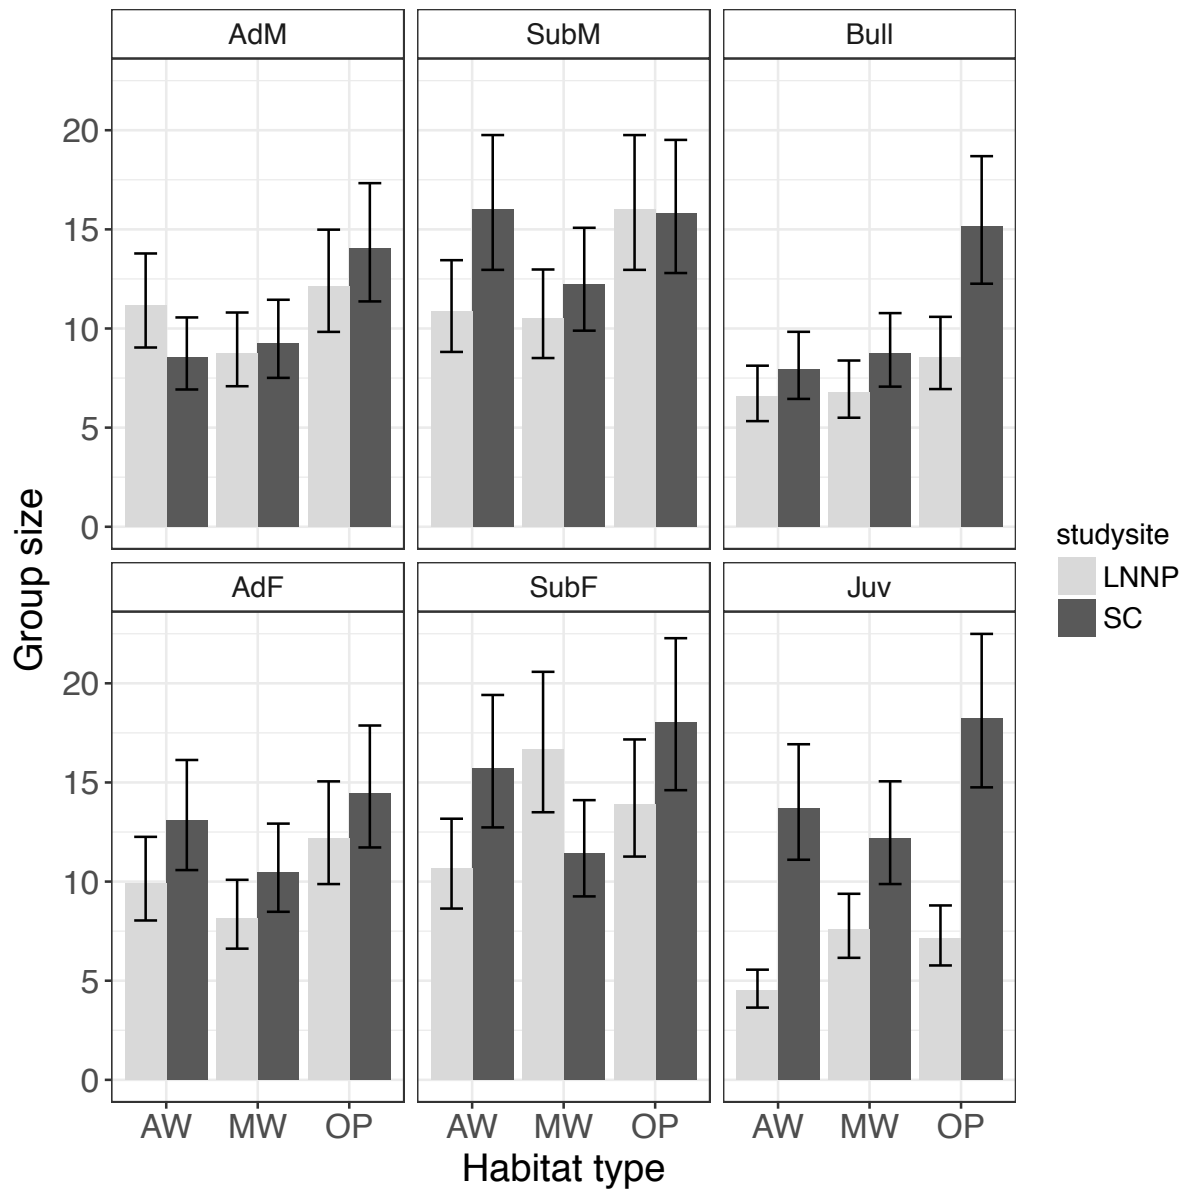 AdM SubM Bull
20
15
10
5
0
AdF SubF Juv
20
15
10
5
0
AW MW OP AW MW OP AW MW OP
Habitat type
Group size
studysite
LNNP
SC